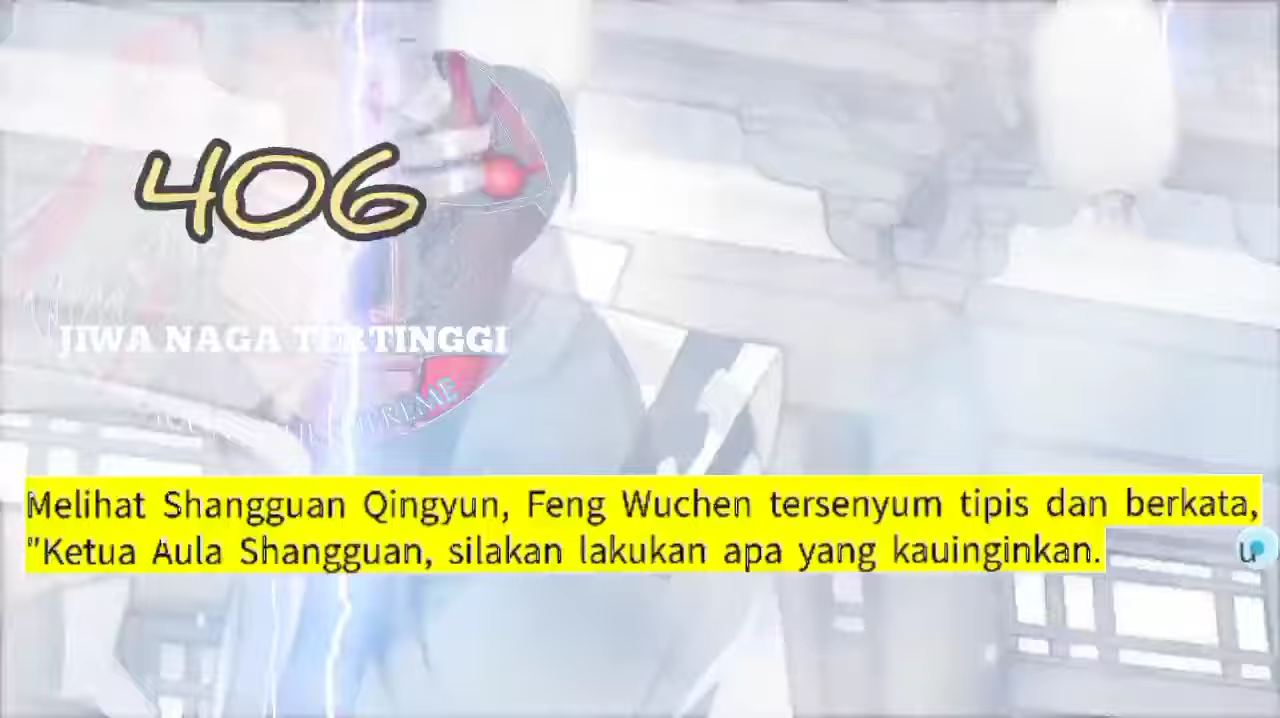 406
JIWA NAGA TERTINGGI
Melihat Shangguan Qingyun, Feng Wuchen tersenyum tipis dan berkata,
"Ketua Aula Shangguan, silakan lakukan apa yang kauinginkan.